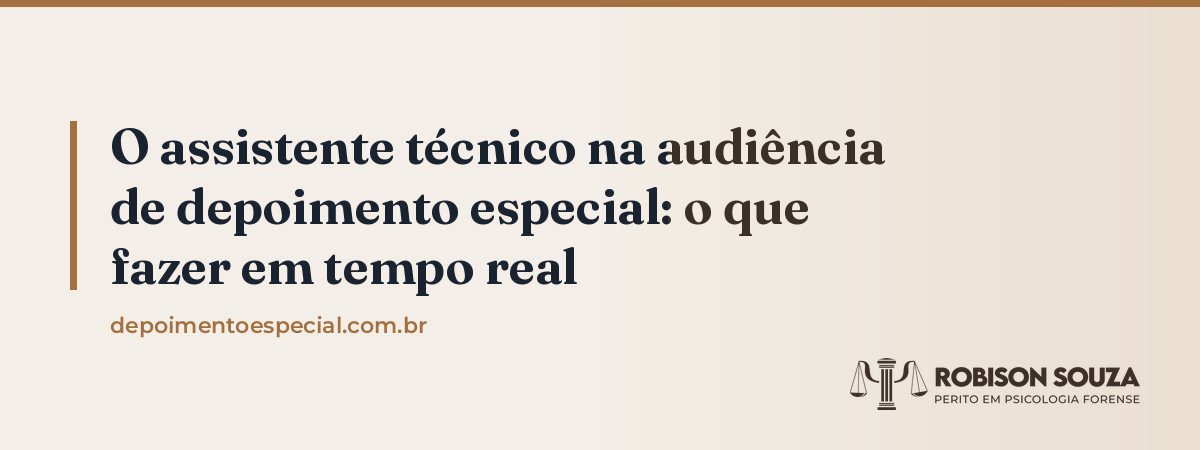 O assistente técnico na audiência
de depoimento especial: o que
fazer em tempo real
depoimentoespecial.com.br
ROBISON SOUZA
PERITO EM PSICOLOGIA FORENSE